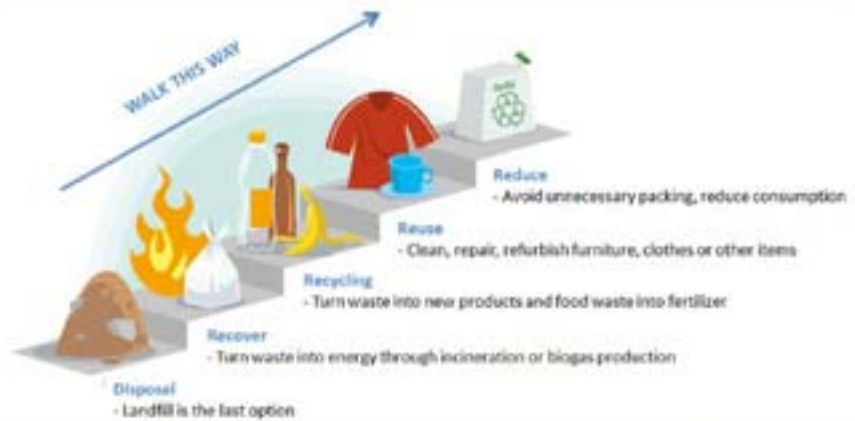 WALK THIS WAY
Reduce
- Avoid unnecessary packing, reduce consumption
Reuse
- Clean, repair, refurbish furniture, clothes or other items
Recycling
- Turn waste into new products and food waste into fertilizer
Recover
- Turn waste into energy through incineration or biogas production
Disposal
- Landfill is the last option